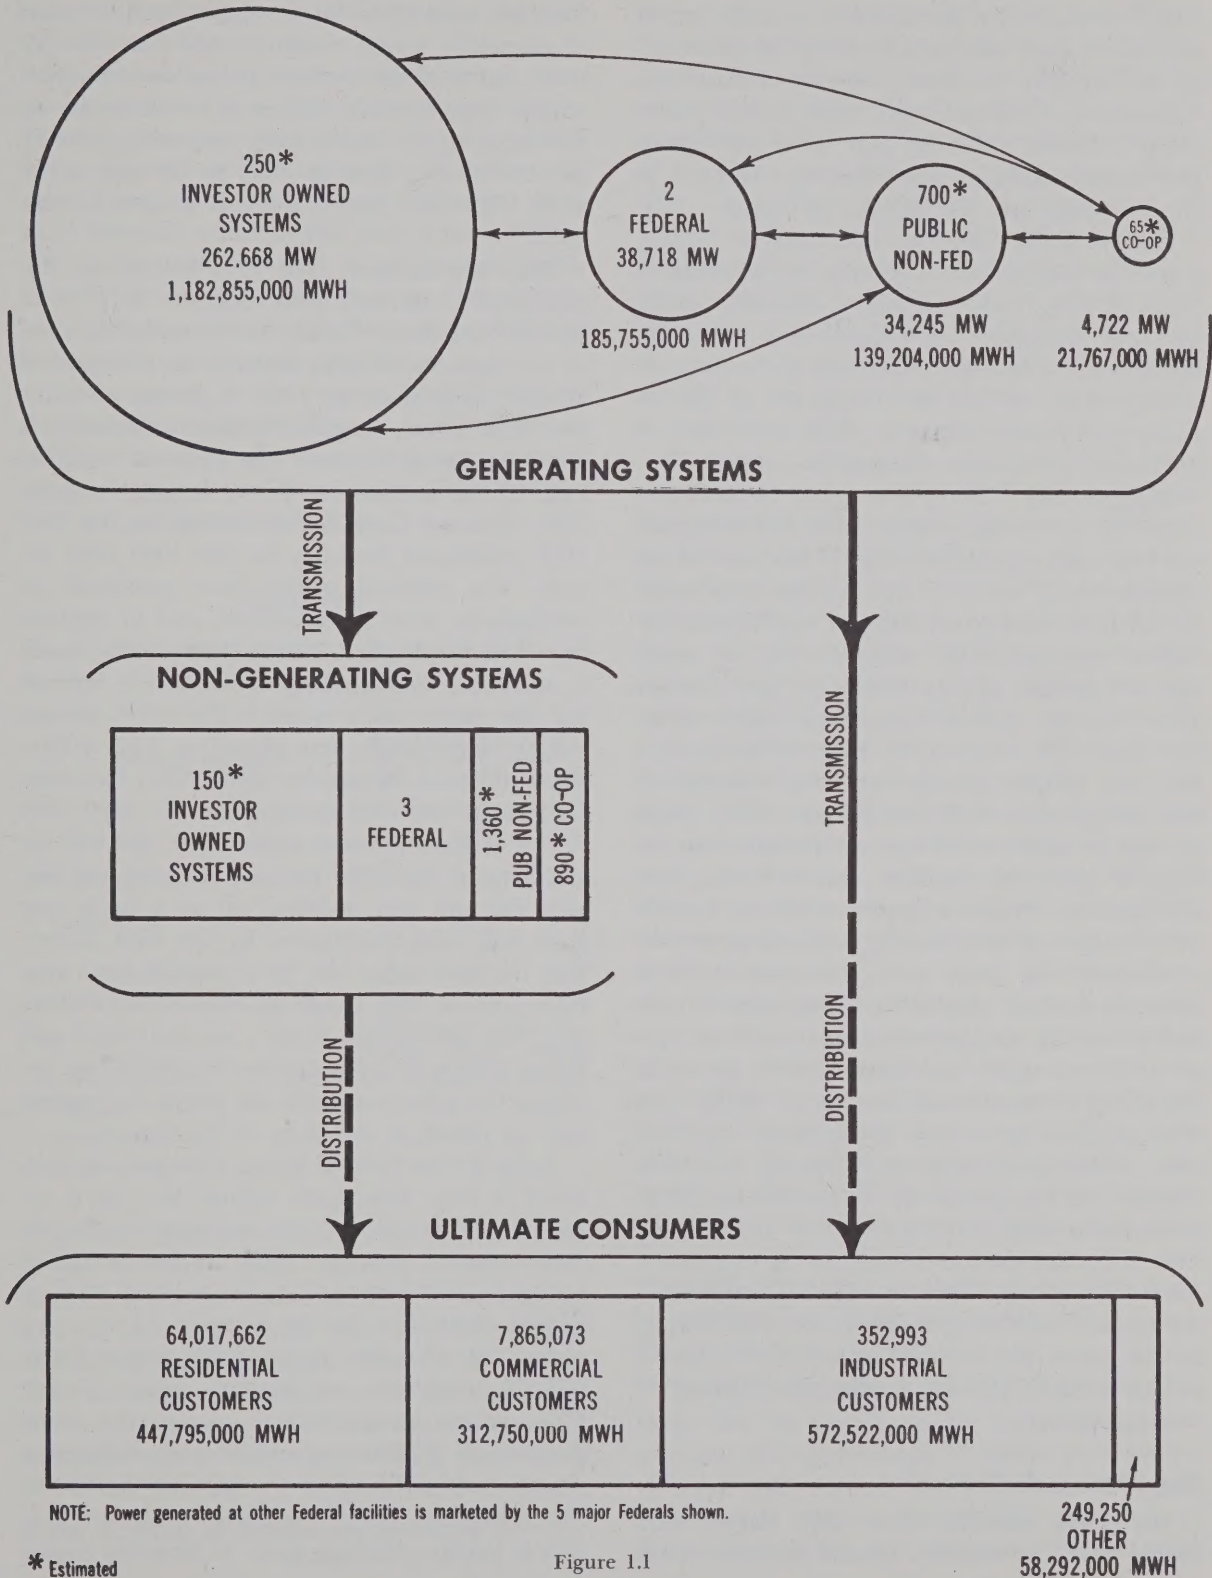 250*
INVESTOR OWNED
SYSTEMS
262,668 MW
1,182,855,000 MWH
2
FEDERAL
38,718 MW
185,755,000 MWH
700*
PUBLIC
NON-FED
34,245 MW
139,204,000 MWH
65*
CO-OP
4,722 MW
21,767,000 MWH
GENERATING SYSTEMS
TRANSMISSION
TRANSMISSION
NON-GENERATING SYSTEMS
150*
INVESTOR
OWNED
SYSTEMS
3
FEDERAL
1,360*
PUB NON-FED
890* CO-OP
DISTRIBUTION
DISTRIBUTION
ULTIMATE CONSUMERS
64,017,662
RESIDENTIAL
CUSTOMERS
447,795,000 MWH
7,865,073
COMMERCIAL
CUSTOMERS
312,750,000 MWH
352,993
INDUSTRIAL
CUSTOMERS
572,522,000 MWH
249,250
OTHER
58,292,000 MWH
NOTE: Power generated at other Federal facilities is marketed by the 5 major Federals shown.
* Estimated
Figure 1.1